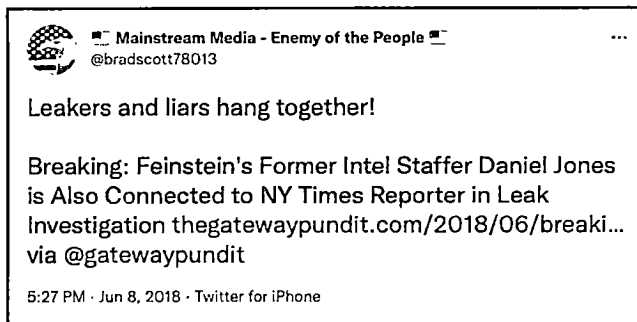 Mainstream Media - Enemy of the People
...
@bradscott78013
Leakers and liars hang together!
Breaking: Feinstein's Former Intel Staffer Daniel Jones
is Also Connected to NY Times Reporter in Leak
Investigation thegatewaypundit.com/2018/06/breaki...
via @gatewaypundit
5:27 PM · Jun 8, 2018 · Twitter for iPhone